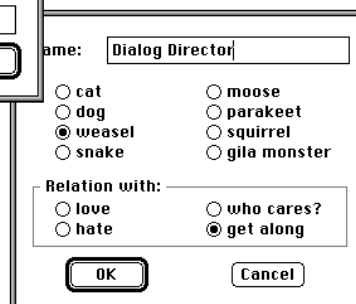 ame: Dialog Director
cat moose
dog parakeet
weasel squirrel
snake gila monster
Relation with:
love who cares?
hate get along
OK Cancel